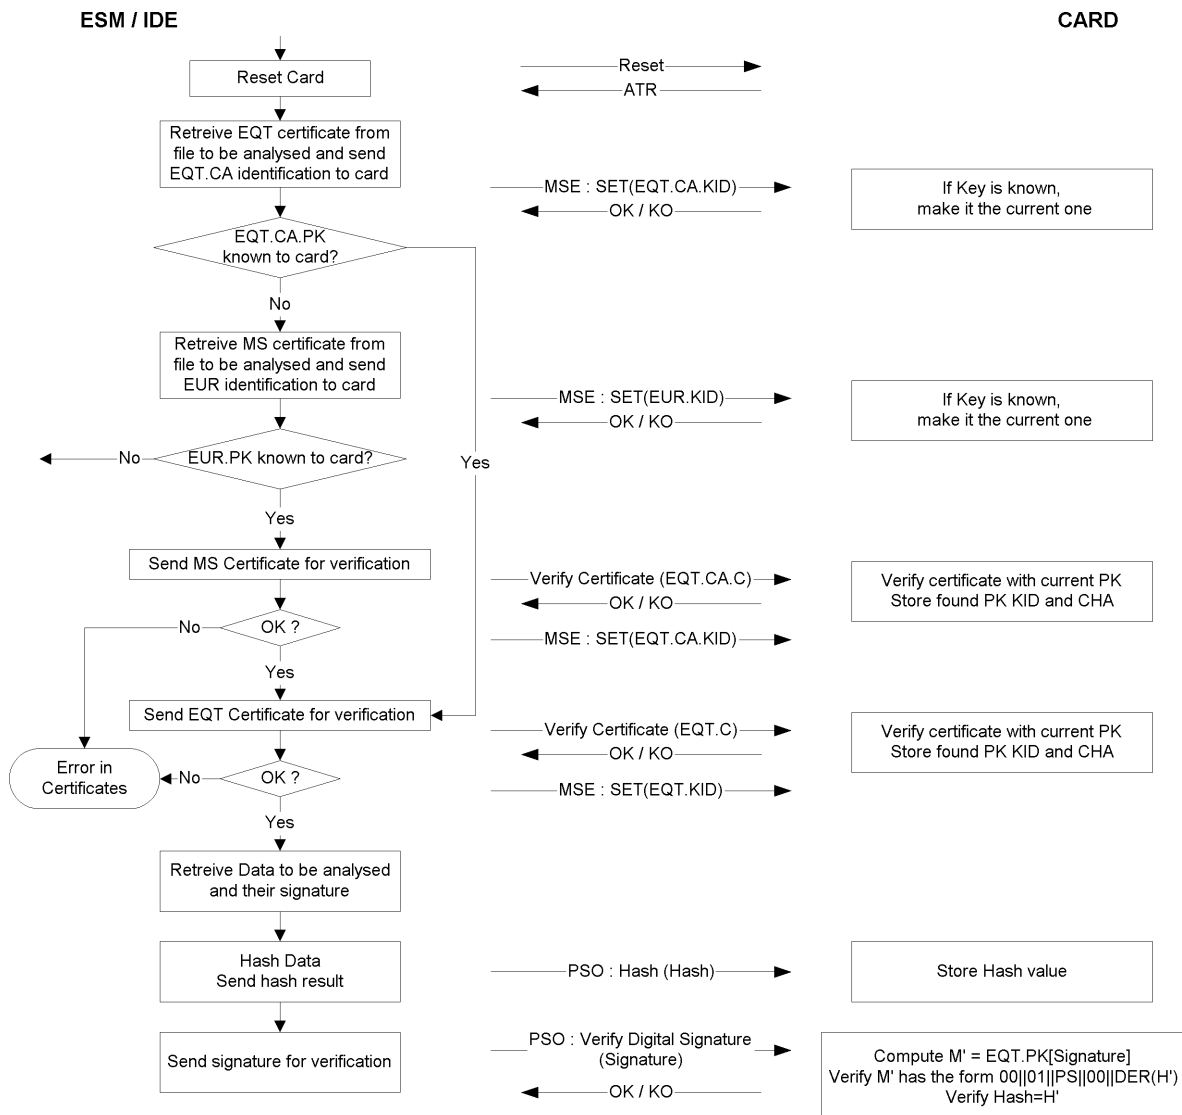 ESM / IDE
CARD
Reset Card
Reset
ATR
Retreive EQT certificate from
file to be analysed and send
EQT.CA identification to card
MSE : SET(EQT.CA.KID)
OK / KO
If Key is known,
make it the current one
EQT.CA.PK
known to card?
No
Retreive MS certificate from
file to be analysed and send
EUR identification to card
MSE : SET(EUR.KID)
OK / KO
If Key is known,
make it the current one
No
EUR.PK known to card?
Yes
Yes
Send MS Certificate for verification
Verify Certificate (EQT.CA.C)
OK / KO
Verify certificate with current PK
Store found PK KID and CHA
No
OK ?
MSE : SET(EQT.CA.KID)
Yes
Send EQT Certificate for verification
Verify Certificate (EQT.C)
OK / KO
Verify certificate with current PK
Store found PK KID and CHA
Error in
Certificates
No
OK ?
MSE : SET(EQT.KID)
Yes
Retreive Data to be analysed
and their signature
Hash Data
Send hash result
PSO : Hash (Hash)
Store Hash value
Send signature for verification
PSO : Verify Digital Signature
(Signature)
OK / KO
Compute M' = EQT.PK[Signature]
Verify M' has the form 00||01||PS||00||DER(H')
Verify Hash=H'